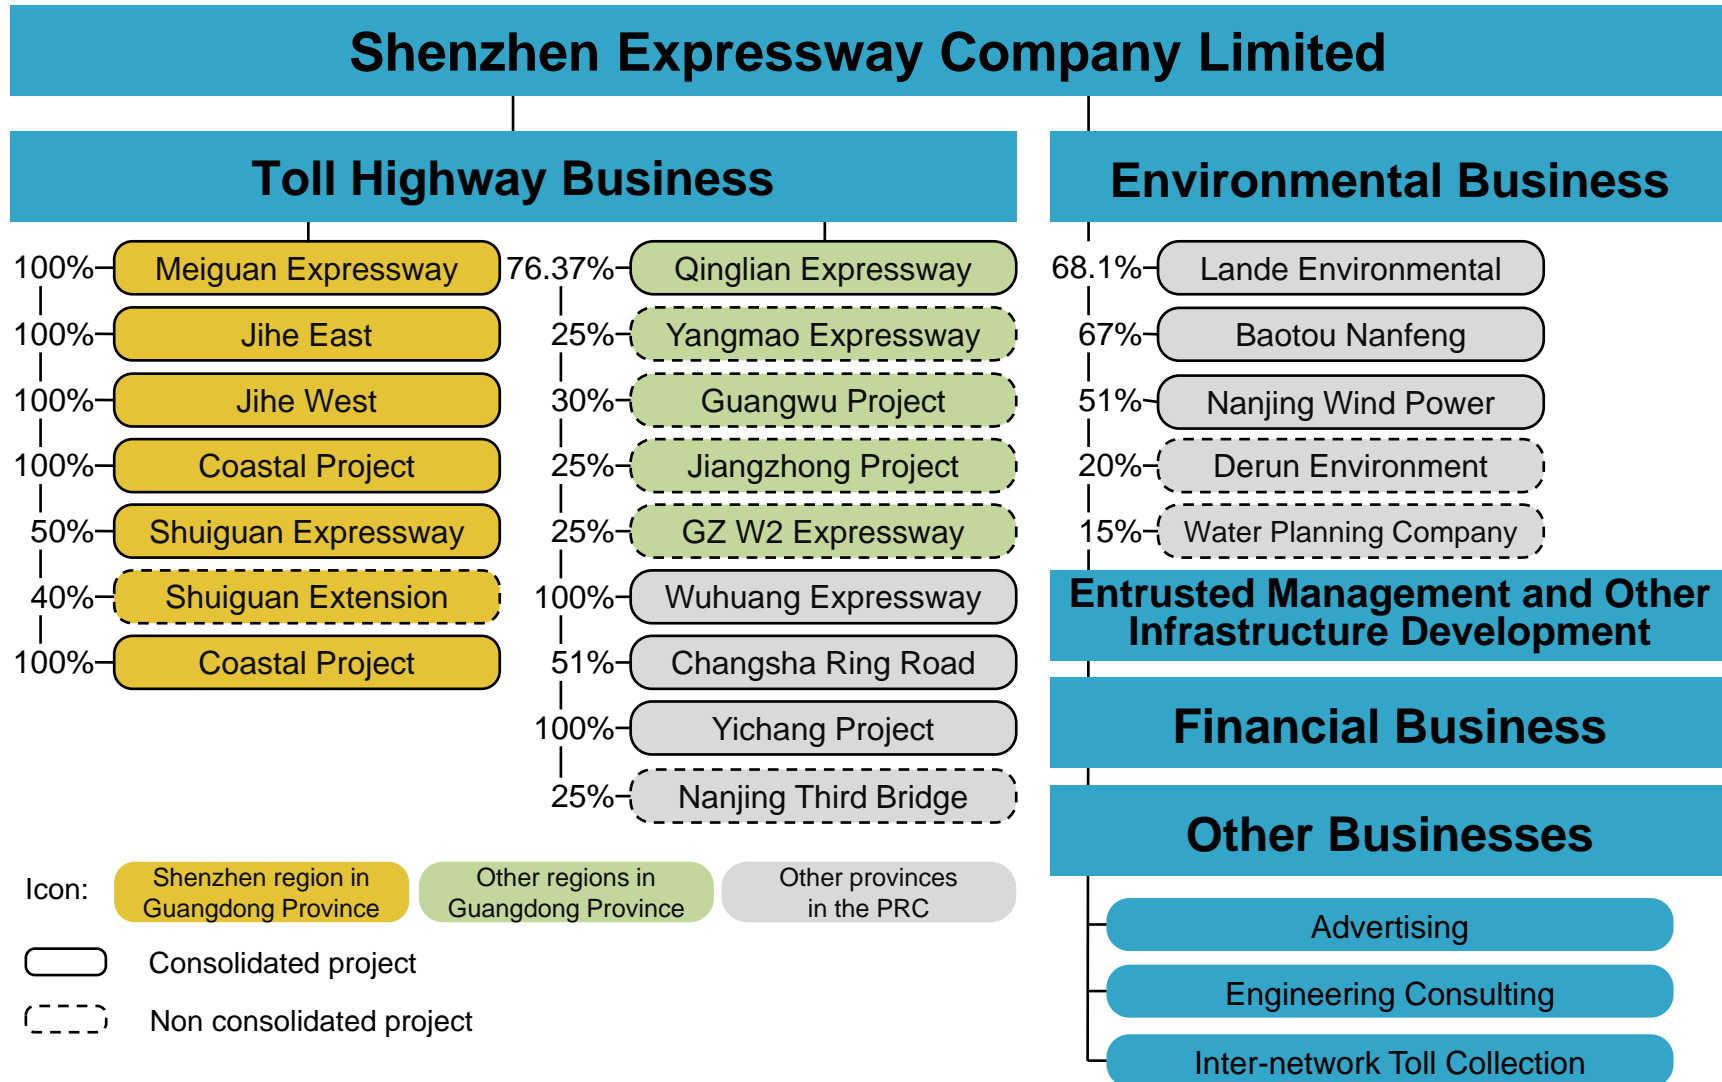 Shenzhen Expressway Company Limited
Toll Highway Business
100% Meiguan Expressway
100% Jihe East
100% Jihe West
100% Coastal Project
50% Shuiguan Expressway
40% Shuiguan Extension
100% Coastal Project
76.37% Qinglian Expressway
25% Yangmao Expressway
30% Guangwu Project
25% Jiangzhong Project
25% GZ W2 Expressway
100% Wuhuang Expressway
51% Changsha Ring Road
100% Yichang Project
25% Nanjing Third Bridge
Environmental Business
68.1% Lande Environmental
67% Baotou Nanfeng
51% Nanjing Wind Power
20% Derun Environment
15% Water Planning Company
Entrusted Management and Other
Infrastructure Development
Financial Business
Other Businesses
Advertising
Engineering Consulting
Inter-network Toll Collection
Icon:
Shenzhen region in
Guangdong Province
Other regions in
Guangdong Province
Other provinces
in the PRC
Consolidated project
Non consolidated project